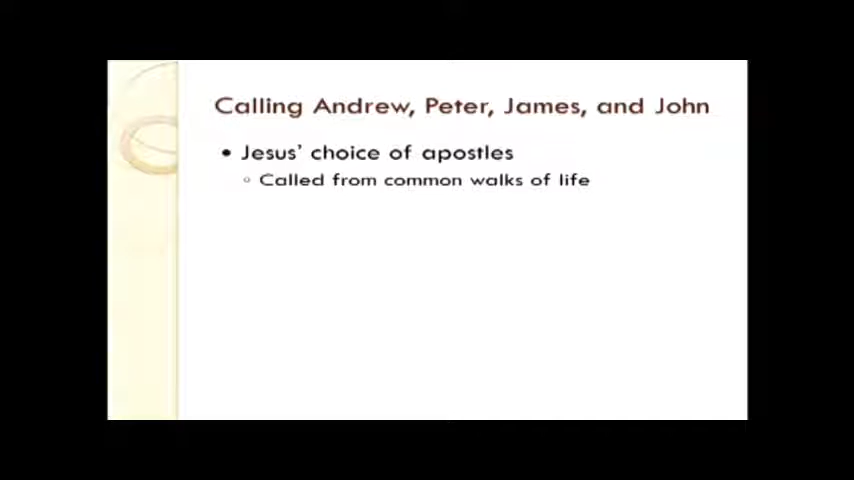 Calling Andrew, Peter, James, and John
• Jesus’ choice of apostles
◦ Called from common walks of life